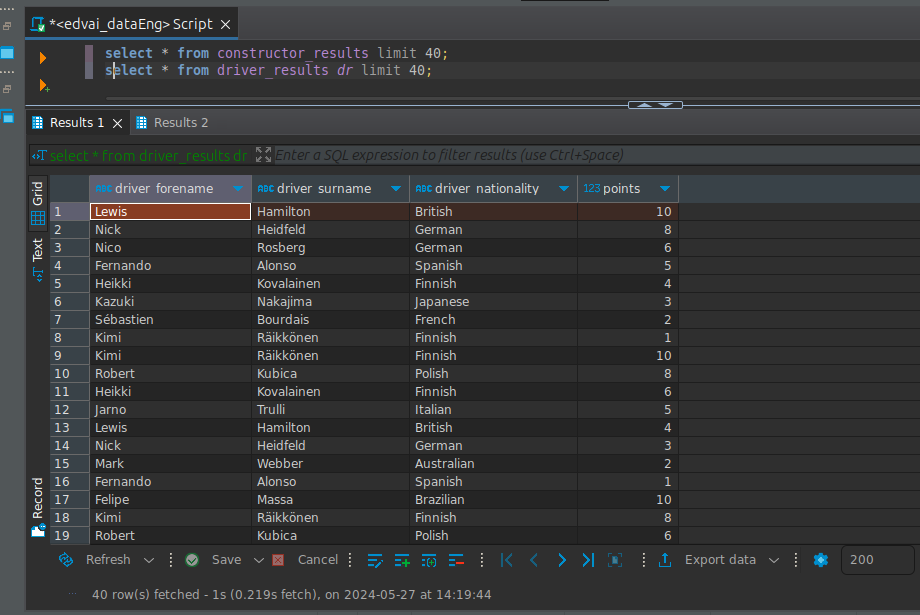 *<edvai_dataEng> Script
select * from constructor_results limit 40;
select * from driver_results dr limit 40;
Results 1 Results 2
select * from driver_results dr Enter a SQL expression to filter results (use Ctrl+Space)
Grid
Text
Record
ABC driver_forename ABC driver_surname ABC driver_nationality 123 points
1 Lewis Hamilton British 10
2 Nick Heidfeld German 8
3 Nico Rosberg German 6
4 Fernando Alonso Spanish 5
5 Heikki Kovalainen Finnish 4
6 Kazuki Nakajima Japanese 3
7 Sébastien Bourdais French 2
8 Kimi Räikkönen Finnish 1
9 Kimi Räikkönen Finnish 10
10 Robert Kubica Polish 8
11 Heikki Kovalainen Finnish 6
12 Jarno Trulli Italian 5
13 Lewis Hamilton British 4
14 Nick Heidfeld German 3
15 Mark Webber Australian 2
16 Fernando Alonso Spanish 1
17 Felipe Massa Brazilian 10
18 Kimi Räikkönen Finnish 8
19 Robert Kubica Polish 6
Refresh Save Cancel Export data 200
40 row(s) fetched - 1s (0.219s fetch), on 2024-05-27 at 14:19:44